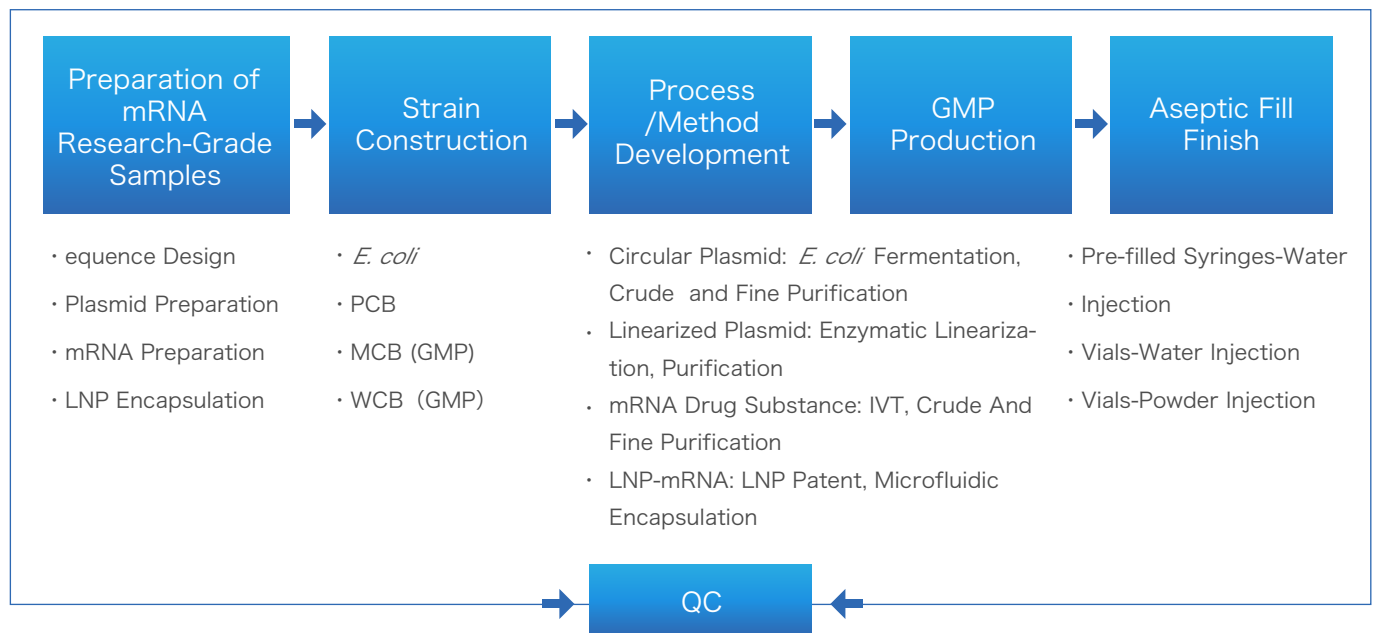 Preparation of
mRNA
Research-Grade
Samples
Strain
Construction
Process
/Method
Development
GMP
Production
Aseptic Fill
Finish
· equence Design
· Plasmid Preparation
· mRNA Preparation
· LNP Encapsulation
· E. coli
· PCB
· MCB (GMP)
· WCB（GMP）
· Circular Plasmid: E. coli Fermentation,
Crude and Fine Purification
· Linearized Plasmid: Enzymatic Lineariza-
tion, Purification
· mRNA Drug Substance: IVT, Crude And
Fine Purification
· LNP-mRNA: LNP Patent, Microfluidic
Encapsulation
· Pre-filled Syringes-Water
· Injection
· Vials-Water Injection
· Vials-Powder Injection
QC